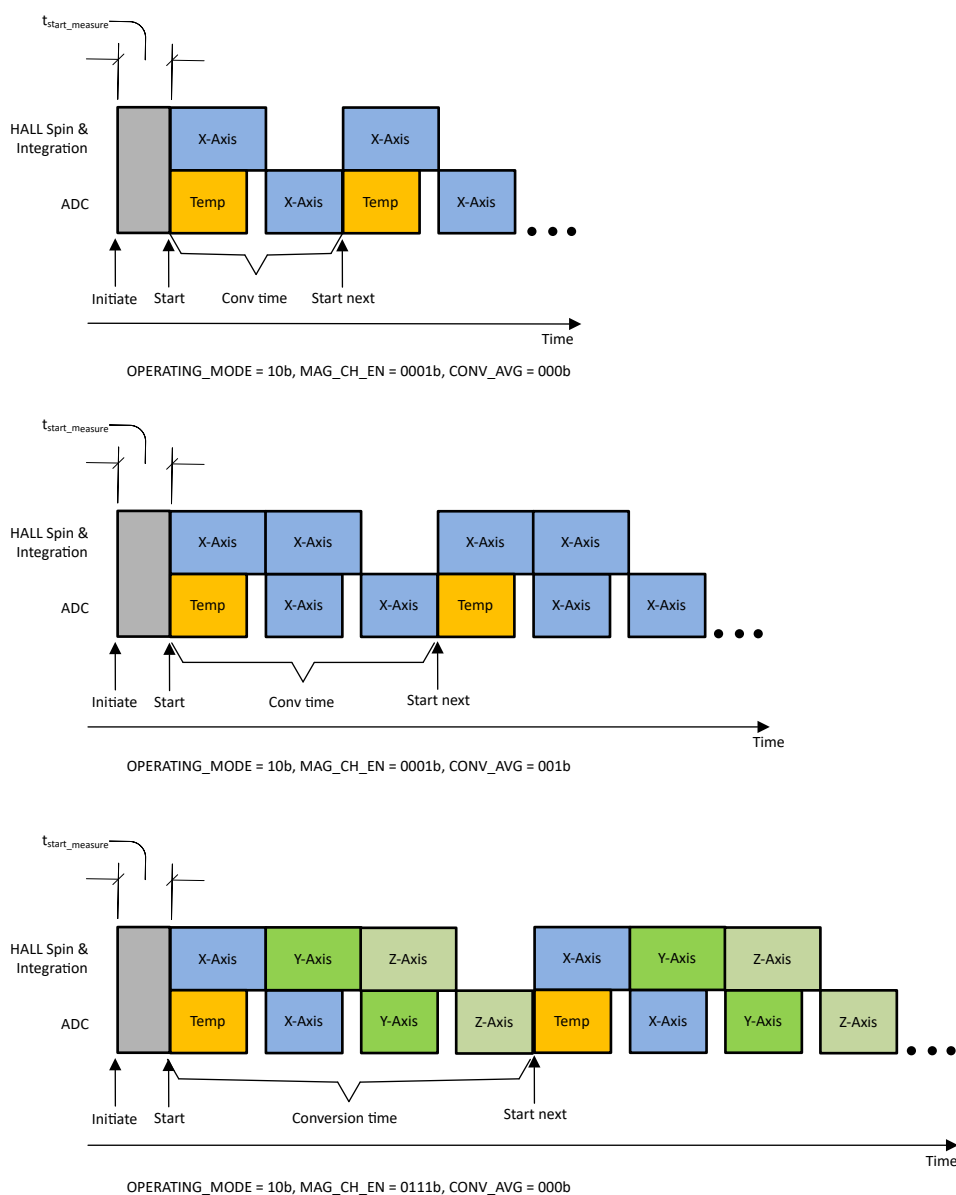 tstart_measure
HALL Spin &
Integration
X-Axis
X-Axis
ADC
Temp
X-Axis
Temp
X-Axis
Initiate
Start
Conv time
Start next
Time
OPERATING_MODE = 10b, MAG_CH_EN = 0001b, CONV_AVG = 000b
tstart_measure
HALL Spin &
Integration
X-Axis
X-Axis
X-Axis
X-Axis
ADC
Temp
X-Axis
X-Axis
Temp
X-Axis
X-Axis
Initiate
Start
Conv time
Start next
Time
OPERATING_MODE = 10b, MAG_CH_EN = 0001b, CONV_AVG = 001b
tstart_measure
HALL Spin &
Integration
X-Axis
Y-Axis
Z-Axis
X-Axis
Y-Axis
Z-Axis
ADC
Temp
X-Axis
Y-Axis
Z-Axis
Temp
X-Axis
Y-Axis
Z-Axis
Initiate
Start
Conversion time
Start next
Time
OPERATING_MODE = 10b, MAG_CH_EN = 0111b, CONV_AVG = 000b